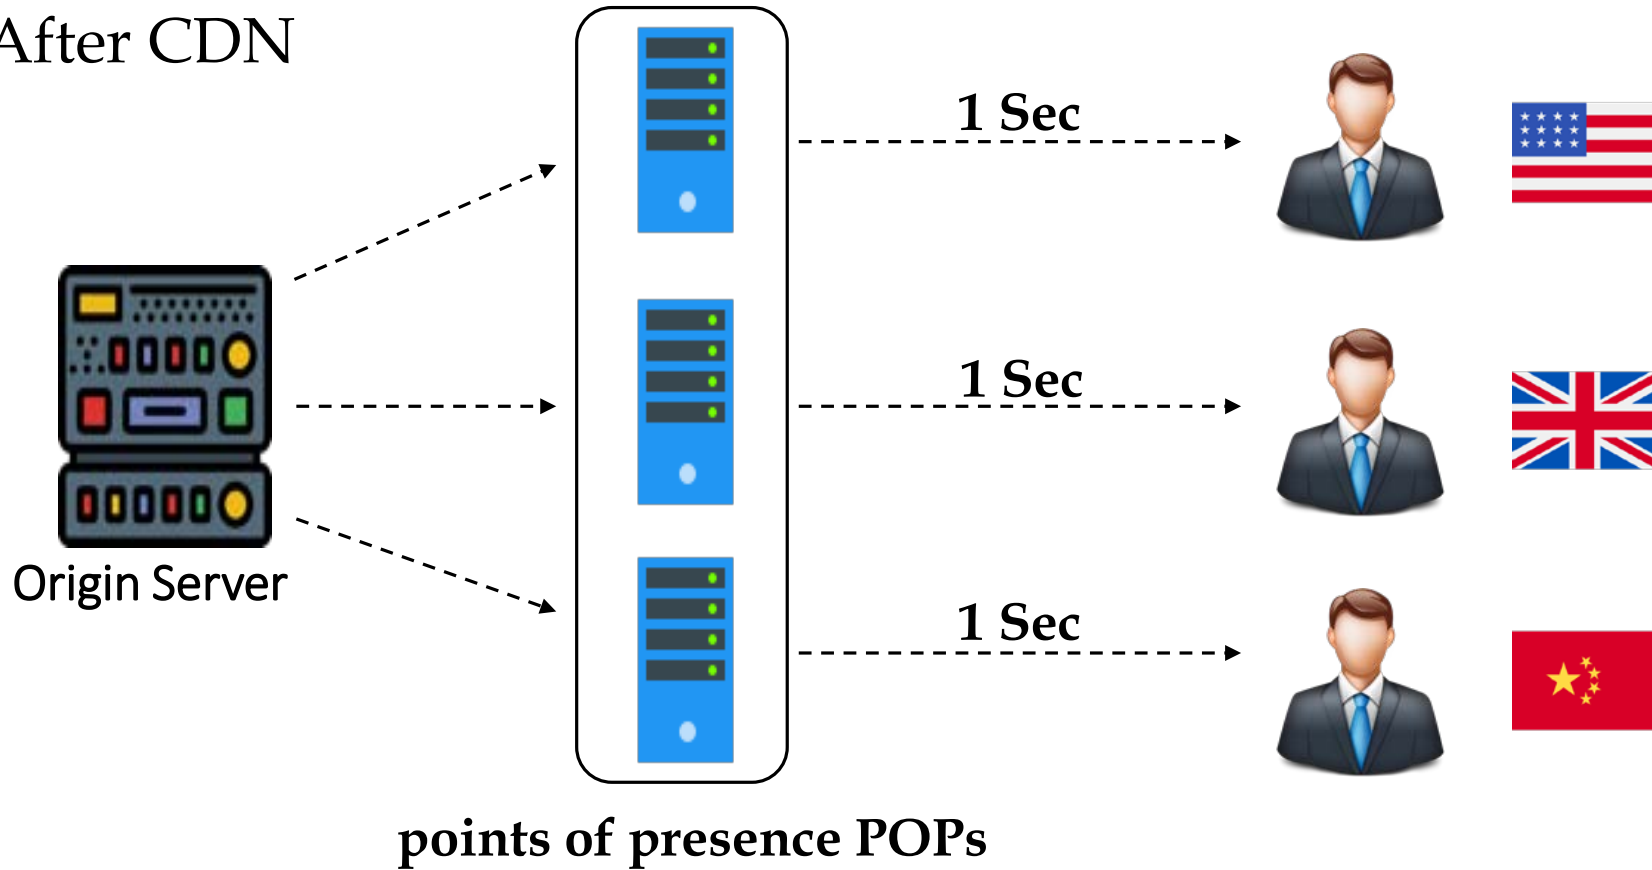 After CDN
1 Sec
1 Sec
Origin Server
1 Sec
points of presence POPs